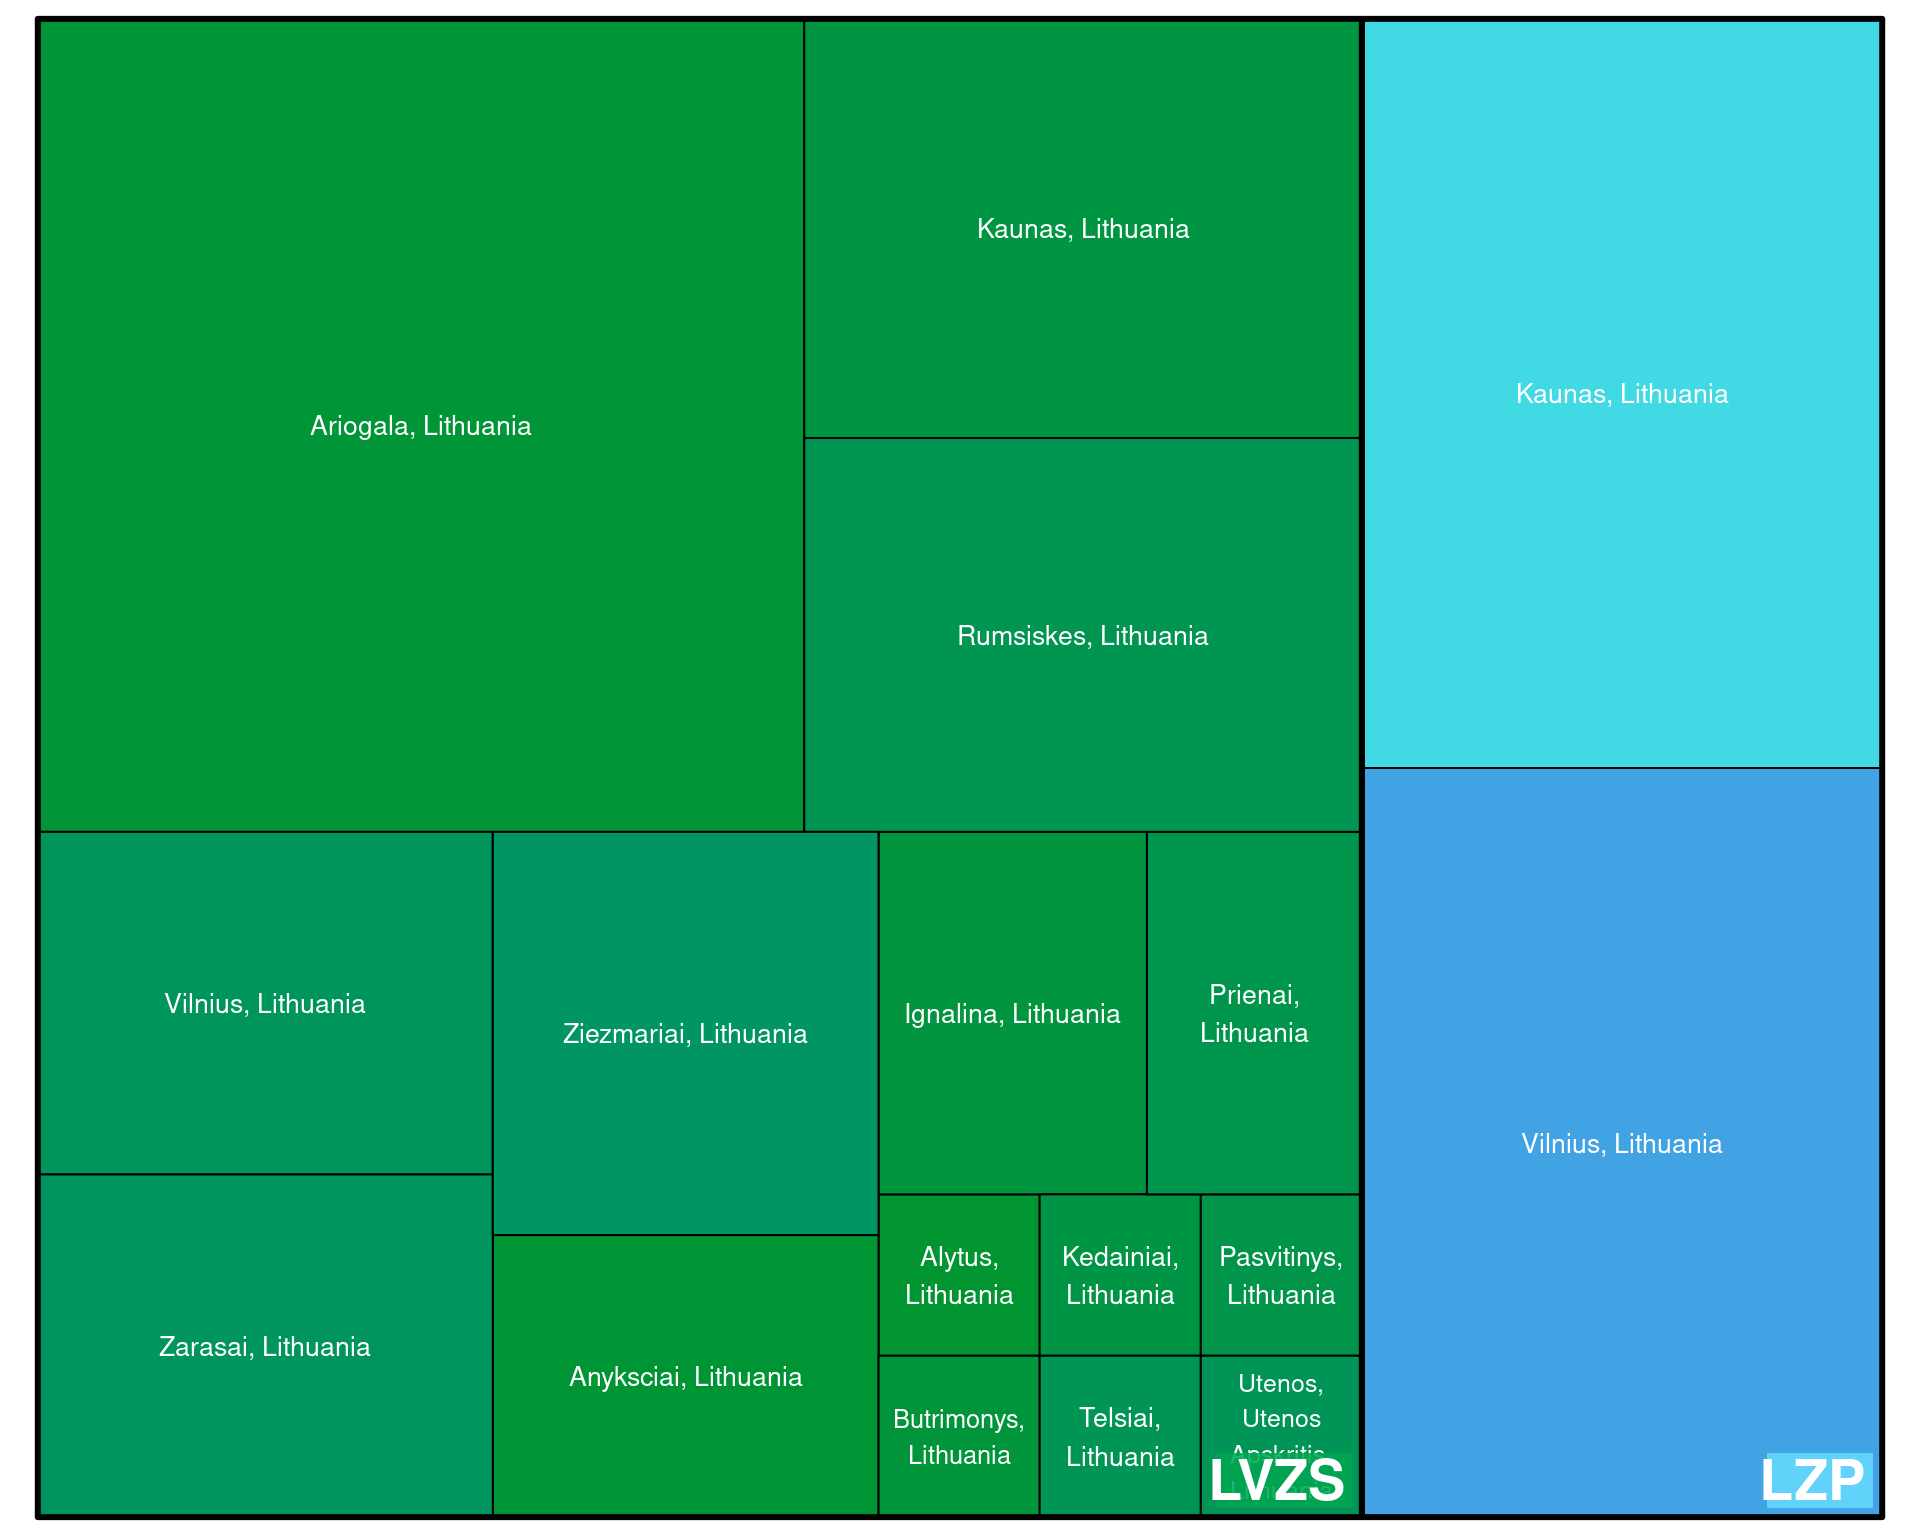 Ariogala, Lithuania
Kaunas, Lithuania
Rumsiskes, Lithuania
Vilnius, Lithuania
Zarasai, Lithuania
Ziezmariai, Lithuania
Anyksciai, Lithuania
Ignalina, Lithuania
Prienai,
Lithuania
Alytus,
Lithuania
Kedainiai,
Lithuania
Pasvitinys,
Lithuania
Butrimonys,
Lithuania
Telsiai,
Lithuania
Utenos,
Utenos
Apskritis,
LVZS
Kaunas, Lithuania
Vilnius, Lithuania
LZP